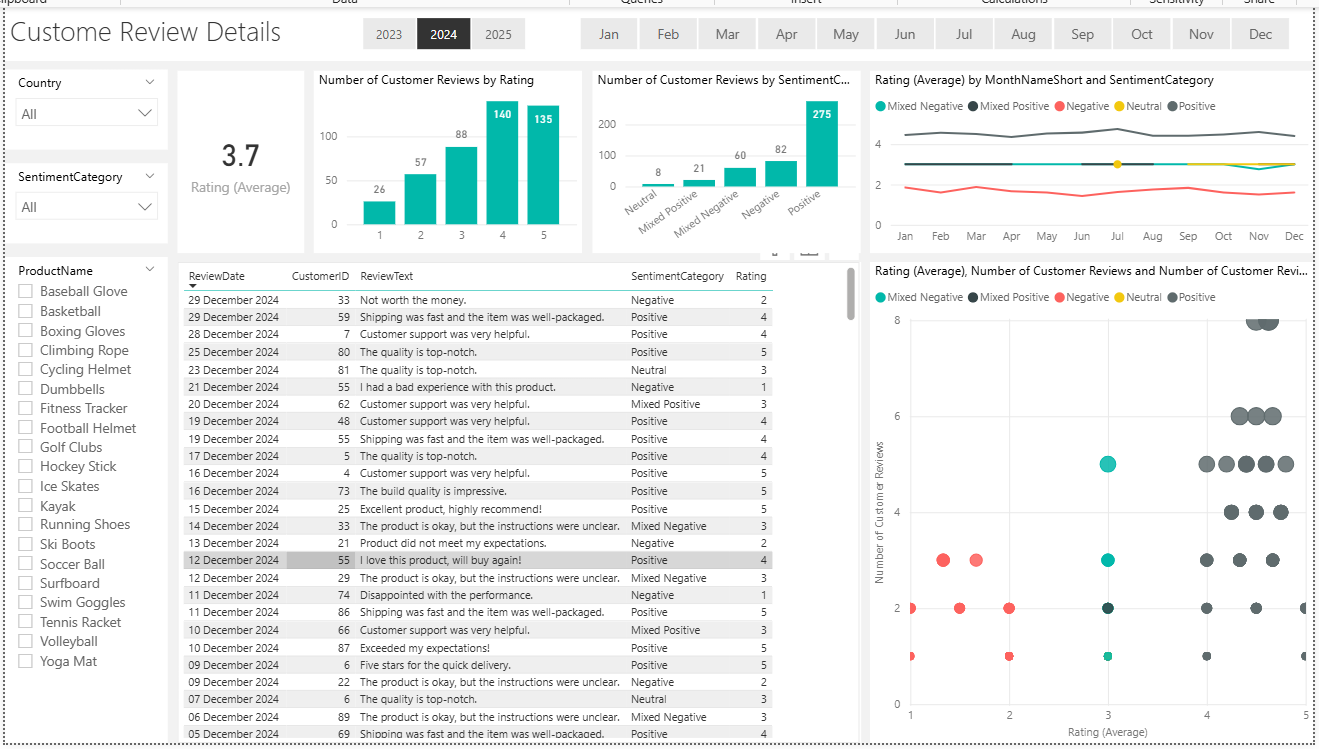 Clipboard
Data
Queries
Insert
Calculations
Sensitivity
Share
Custome Review Details
2023 2024 2025
Jan Feb Mar Apr May Jun Jul Aug Sep Oct Nov Dec
Country
All
SentimentCategory
All
ProductName
Baseball Glove
Basketball
Boxing Gloves
Climbing Rope
Cycling Helmet
Dumbbells
Fitness Tracker
Football Helmet
Golf Clubs
Hockey Stick
Ice Skates
Kayak
Running Shoes
Ski Boots
Soccer Ball
Surfboard
Swim Goggles
Tennis Racket
Volleyball
Yoga Mat
3.7
Rating (Average)
Number of Customer Reviews by Rating
100
50
0
26 57 88 140 135
1 2 3 4 5
Number of Customer Reviews by SentimentC...
200
100
0
8 21 60 82 275
Neutral Mixed Positive Mixed Negative Negative Positive
Rating (Average) by MonthNameShort and SentimentCategory
Mixed Negative Mixed Positive Negative Neutral Positive
4
2
0
Jan Feb Mar Apr May Jun Jul Aug Sep Oct Nov Dec
ReviewDate CustomerID ReviewText SentimentCategory Rating
29 December 2024 33 Not worth the money. Negative 2
29 December 2024 59 Shipping was fast and the item was well-packaged. Positive 4
28 December 2024 7 Customer support was very helpful. Positive 4
25 December 2024 80 The quality is top-notch. Positive 5
23 December 2024 81 The quality is top-notch. Neutral 3
21 December 2024 55 I had a bad experience with this product. Negative 1
20 December 2024 62 Customer support was very helpful. Mixed Positive 3
19 December 2024 48 Customer support was very helpful. Positive 4
19 December 2024 55 Shipping was fast and the item was well-packaged. Positive 4
17 December 2024 5 The quality is top-notch. Positive 4
16 December 2024 4 Customer support was very helpful. Positive 5
16 December 2024 73 The build quality is impressive. Positive 5
15 December 2024 25 Excellent product, highly recommend! Positive 5
14 December 2024 33 The product is okay, but the instructions were unclear. Mixed Negative 3
13 December 2024 21 Product did not meet my expectations. Negative 2
12 December 2024 55 I love this product, will buy again! Positive 4
12 December 2024 29 The product is okay, but the instructions were unclear. Mixed Negative 3
11 December 2024 74 Disappointed with the performance. Negative 1
11 December 2024 86 Shipping was fast and the item was well-packaged. Positive 5
10 December 2024 66 Customer support was very helpful. Mixed Positive 3
10 December 2024 87 Exceeded my expectations! Positive 5
09 December 2024 6 Five stars for the quick delivery. Positive 5
09 December 2024 22 The product is okay, but the instructions were unclear. Negative 2
07 December 2024 6 The quality is top-notch. Neutral 3
06 December 2024 89 The product is okay, but the instructions were unclear. Mixed Negative 3
05 December 2024 69 Shipping was fast and the item was well-packaged. Positive 4
Rating (Average), Number of Customer Reviews and Number of Customer Revi...
Mixed Negative Mixed Positive Negative Neutral Positive
Number of Customer Reviews
8
6
4
2
0
1 2 3 4 5
Rating (Average)